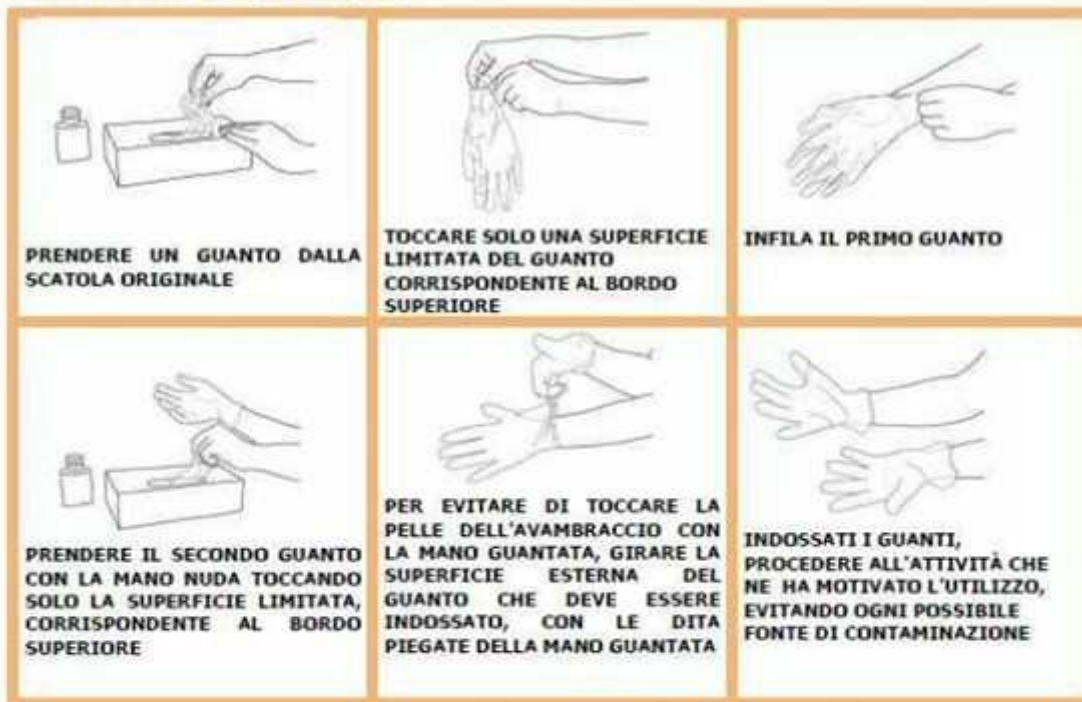 PRENDERE UN GUANTO DALLA
SCATOLA ORIGINALE
TOCCARE SOLO UNA SUPERFICIE
LIMITATA DEL GUANTO
CORRISPONDENTE AL BORDO
SUPERIORE
INFILA IL PRIMO GUANTO
PRENDERE IL SECONDO GUANTO
CON LA MANO NUDA TOCCANDO
SOLO LA SUPERFICIE LIMITATA,
CORRISPONDENTE AL BORDO
SUPERIORE
PER EVITARE DI TOCCARE LA
PELLE DELL'AVAMBRACCIO CON
LA MANO GUANTATA, GIRARE LA
SUPERFICIE ESTERNA DEL
GUANTO CHE DEVE ESSERE
INDOSSATO, CON LE DITA
PIEGATE DELLA MANO GUANTATA
INDOSSATI I GUANTI,
PROCEDERE ALL'ATTIVITÀ CHE
NE HA MOTIVATO L'UTILIZZO,
EVITANDO OGNI POSSIBILE
FONTE DI CONTAMINAZIONE